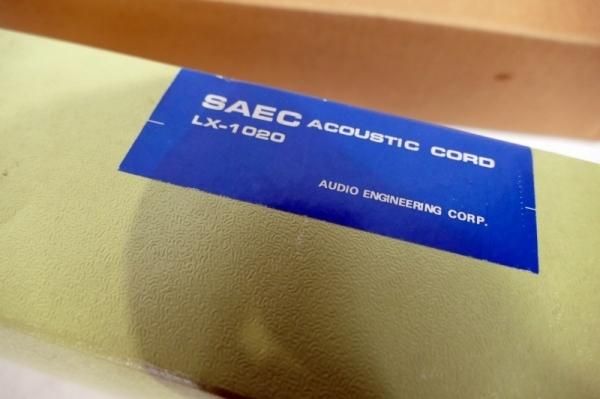 SAEC ACOUSTIC CORD
LX-1020
AUDIO ENGINEERING CORP.